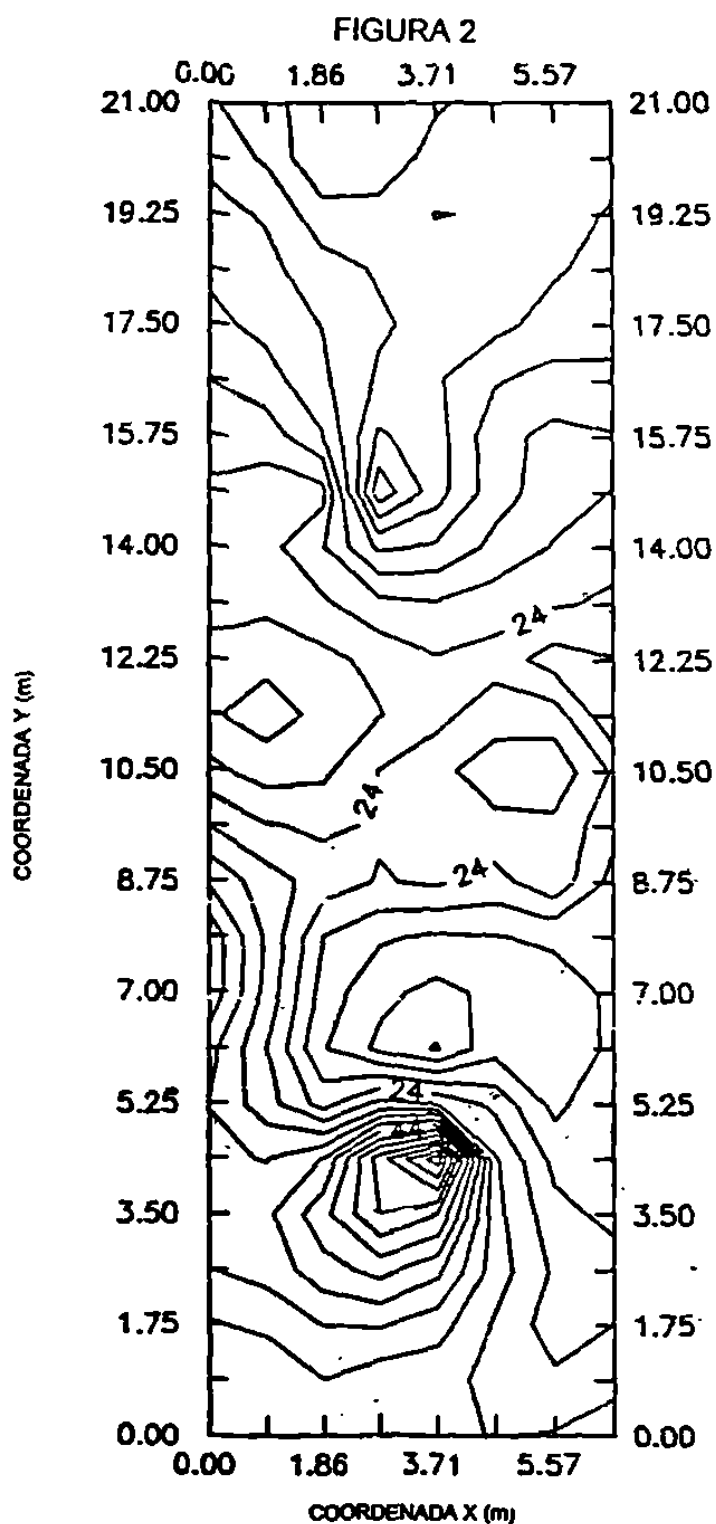 FIGURA 2
0.00 1.86 3.71 5.57
21.00 21.00
19.25 19.25
17.50 17.50
15.75 15.75
14.00 14.00
24
12.25 12.25
10.50 10.50
24
24
8.75 8.75
7.00 7.00
5.25 24 5.25
44
3.50 3.50
1.75 1.75
0.00 0.00
0.00 1.86 3.71 5.57
COORDENADA X (m)
COORDENADA Y (m)